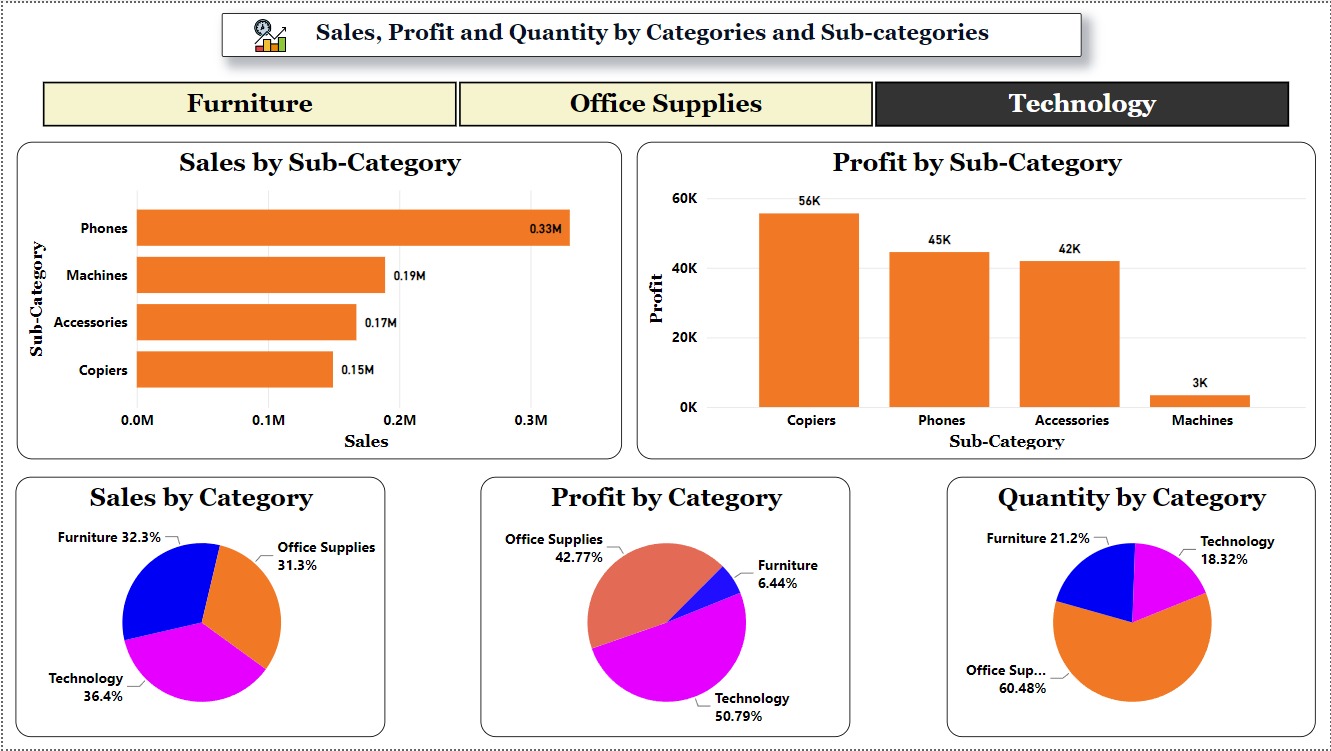 Sales, Profit and Quantity by Categories and Sub-categories
Furniture
Office Supplies
Technology
Sales by Sub-Category
Sub-Category
Phones
0.33M
Machines
0.19M
Accessories
0.17M
Copiers
0.15M
0.0M
0.1M
0.2M
0.3M
Sales
Profit by Sub-Category
Profit
60K
40K
20K
0K
56K
45K
42K
3K
Copiers
Phones
Accessories
Machines
Sub-Category
Sales by Category
Furniture 32.3%
Office Supplies
31.3%
Technology
36.4%
Profit by Category
Office Supplies
42.77%
Furniture
6.44%
Technology
50.79%
Quantity by Category
Furniture 21.2%
Technology
18.32%
Office Sup...
60.48%